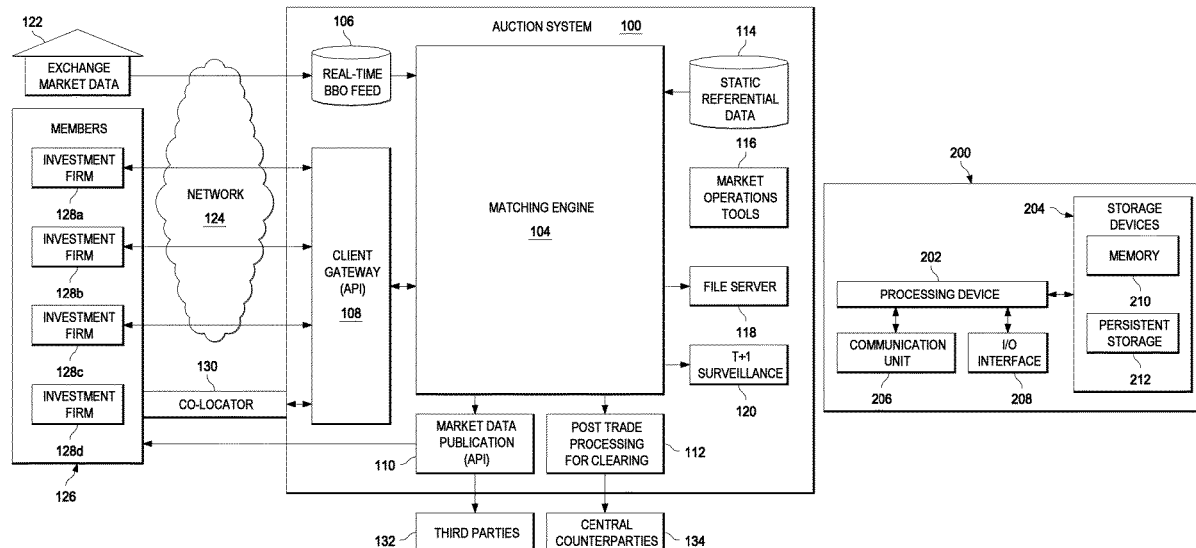 122
EXCHANGE
MARKET DATA
MEMBERS
INVESTMENT
FIRM
128a
INVESTMENT
FIRM
128b
INVESTMENT
FIRM
128c
INVESTMENT
FIRM
128d
126
NETWORK
124
130
CO-LOCATOR
AUCTION SYSTEM 100
106
REAL-TIME
BBO FEED
CLIENT
GATEWAY
(API)
108
MATCHING ENGINE
104
114
STATIC
REFERENTIAL
DATA
116
MARKET
OPERATIONS
TOOLS
FILE SERVER
118
T+1
SURVEILLANCE
120
MARKET DATA
PUBLICATION
(API)
110
POST TRADE
PROCESSING
FOR CLEARING
112
132
THIRD PARTIES
CENTRAL
COUNTERPARTIES
134
200
202
PROCESSING DEVICE
COMMUNICATION
UNIT
206
I/O
INTERFACE
208
204
STORAGE
DEVICES
MEMORY
210
PERSISTENT
STORAGE
212